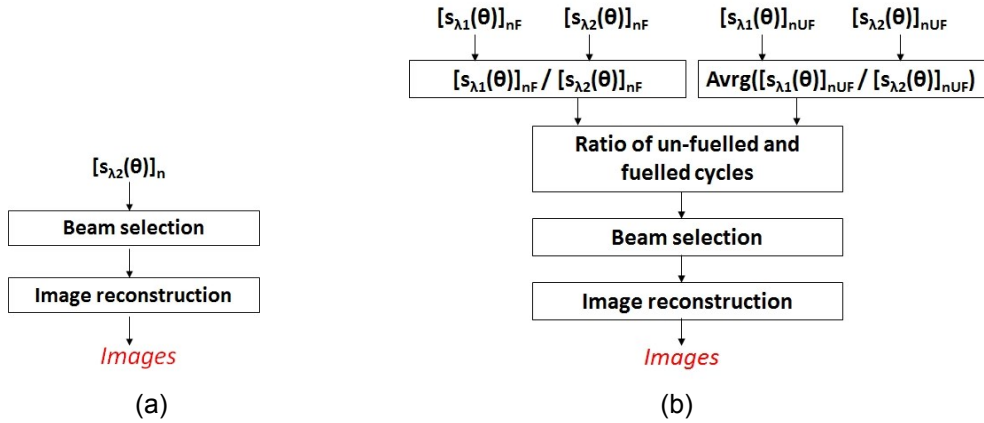 [sλ2(θ)]n
Beam selection
Image reconstruction
Images
(a)
[sλ1(θ)]nF [sλ2(θ)]nF [sλ1(θ)]nUF [sλ2(θ)]nUF
[sλ1(θ)]nF / [sλ2(θ)]nF Avrg([sλ1(θ)]nUF / [sλ2(θ)]nUF)
Ratio of un-fuelled and
fuelled cycles
Beam selection
Image reconstruction
Images
(b)